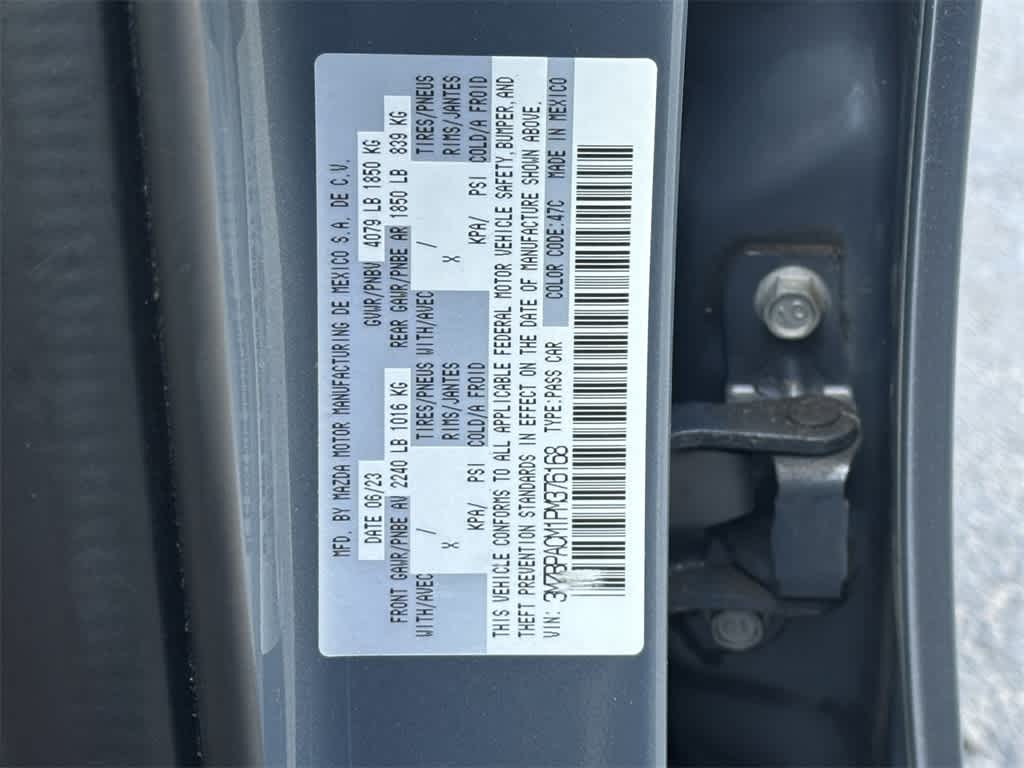 MFD. BY MAZDA MOTOR MANUFACTURING DE MEXICO S.A. DE C.V.
DATE 06/23 GVWR/PNBV 4079 LB 1850 KG
FRONT GAWR/PNBE AV 2240 LB 1016 KG REAR GAWR/PNBE AR 1850 LB 839 KG
WITH/AVEC X / TIRES/PNEUS WITH/AVEC X / TIRES/PNEUS
RIMS/JANTES RIMS/JANTES
KPA/ PSI COLD/A FROID KPA/ PSI COLD/A FROID
THIS VEHICLE CONFORMS TO ALL APPLICABLE FEDERAL MOTOR VEHICLE SAFETY, BUMPER, AND
THEFT PREVENTION STANDARDS IN EFFECT ON THE DATE OF MANUFACTURE SHOWN ABOVE.
VIN: 3MZBPACM1PM376168 TYPE:PASS CAR COLOR CODE:47C MADE IN MEXICO